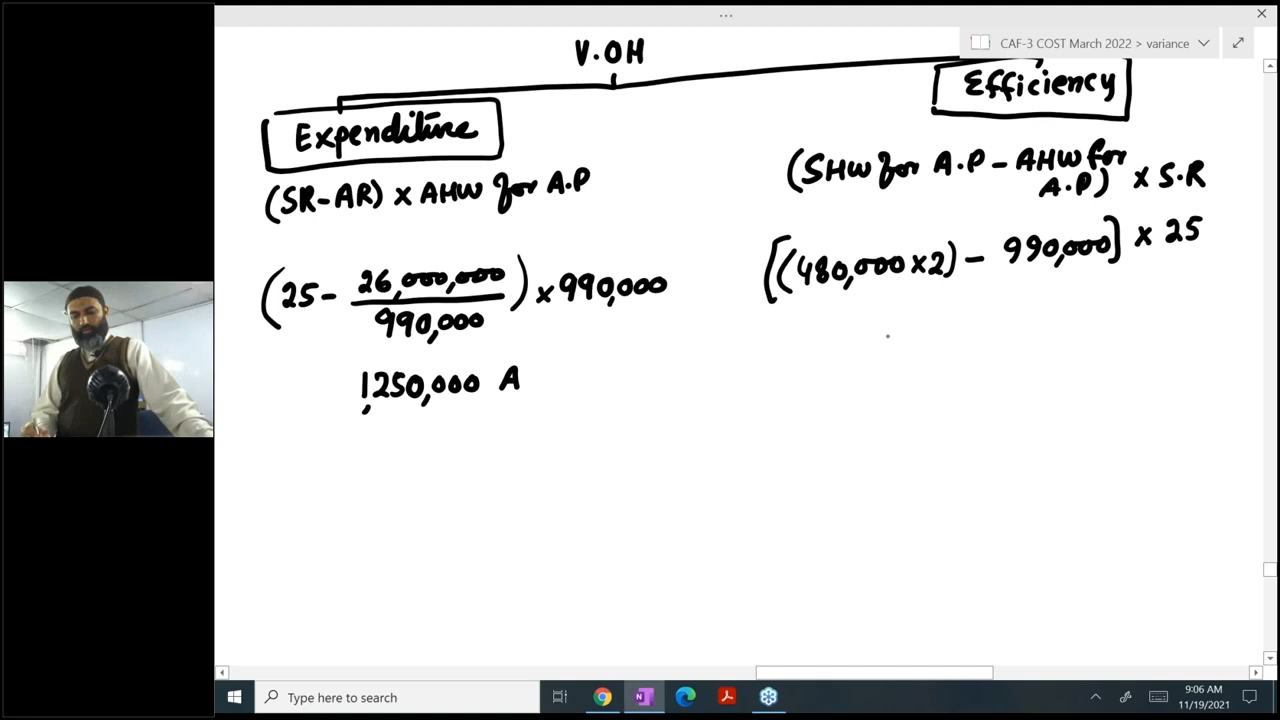 CAF-3 COST March 2022 > variance
V.OH
Expenditure
Efficiency
(SR-AR) × AHW for A.P
(SHW for A.P - AHW for A.P) × S.R
(25 - 26,000,000 / 990,000) × 990,000
[(480,000 × 2) - 990,000] × 25
1,250,000 A
Type here to search
9:06 AM
11/19/2021